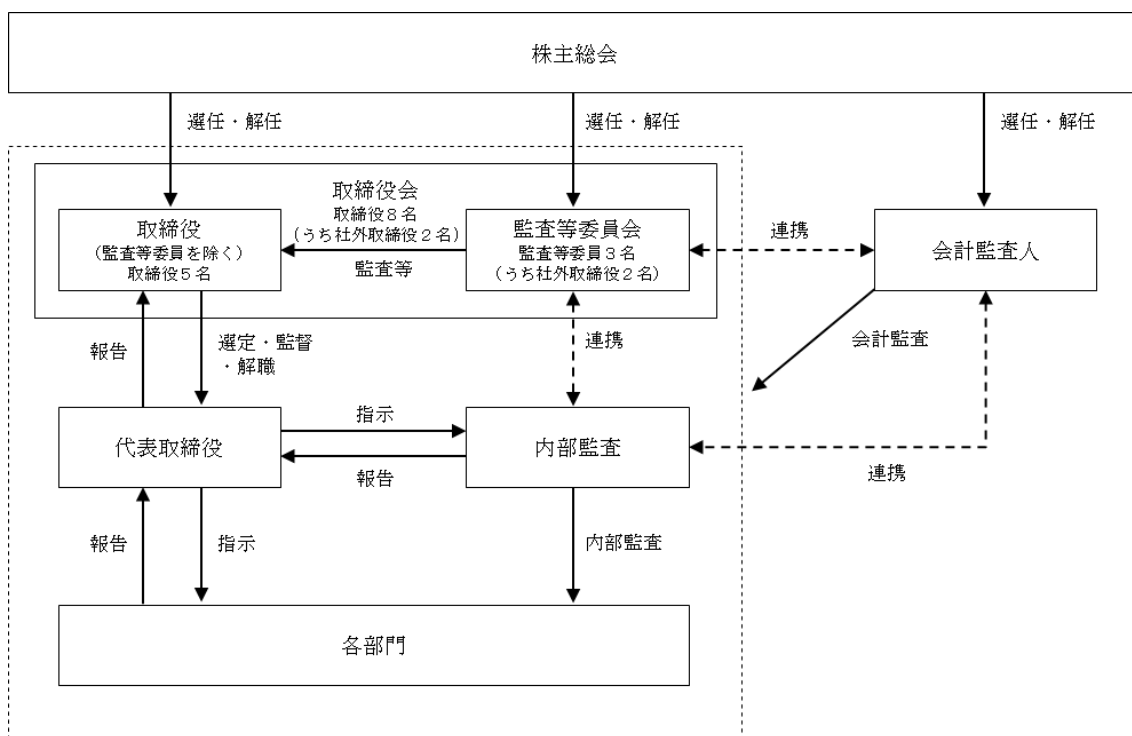 株主総会
選任・解任
選任・解任
選任・解任
取締役会
取締役８名
（うち社外取締役２名）
取締役
（監査等委員を除く）
取締役５名
監査等
監査等委員会
監査等委員３名
（うち社外取締役２名）
連携
会計監査人
報告
選定・監督
・解職
連携
会計監査
代表取締役
指示
報告
内部監査
連携
報告
指示
内部監査
各部門